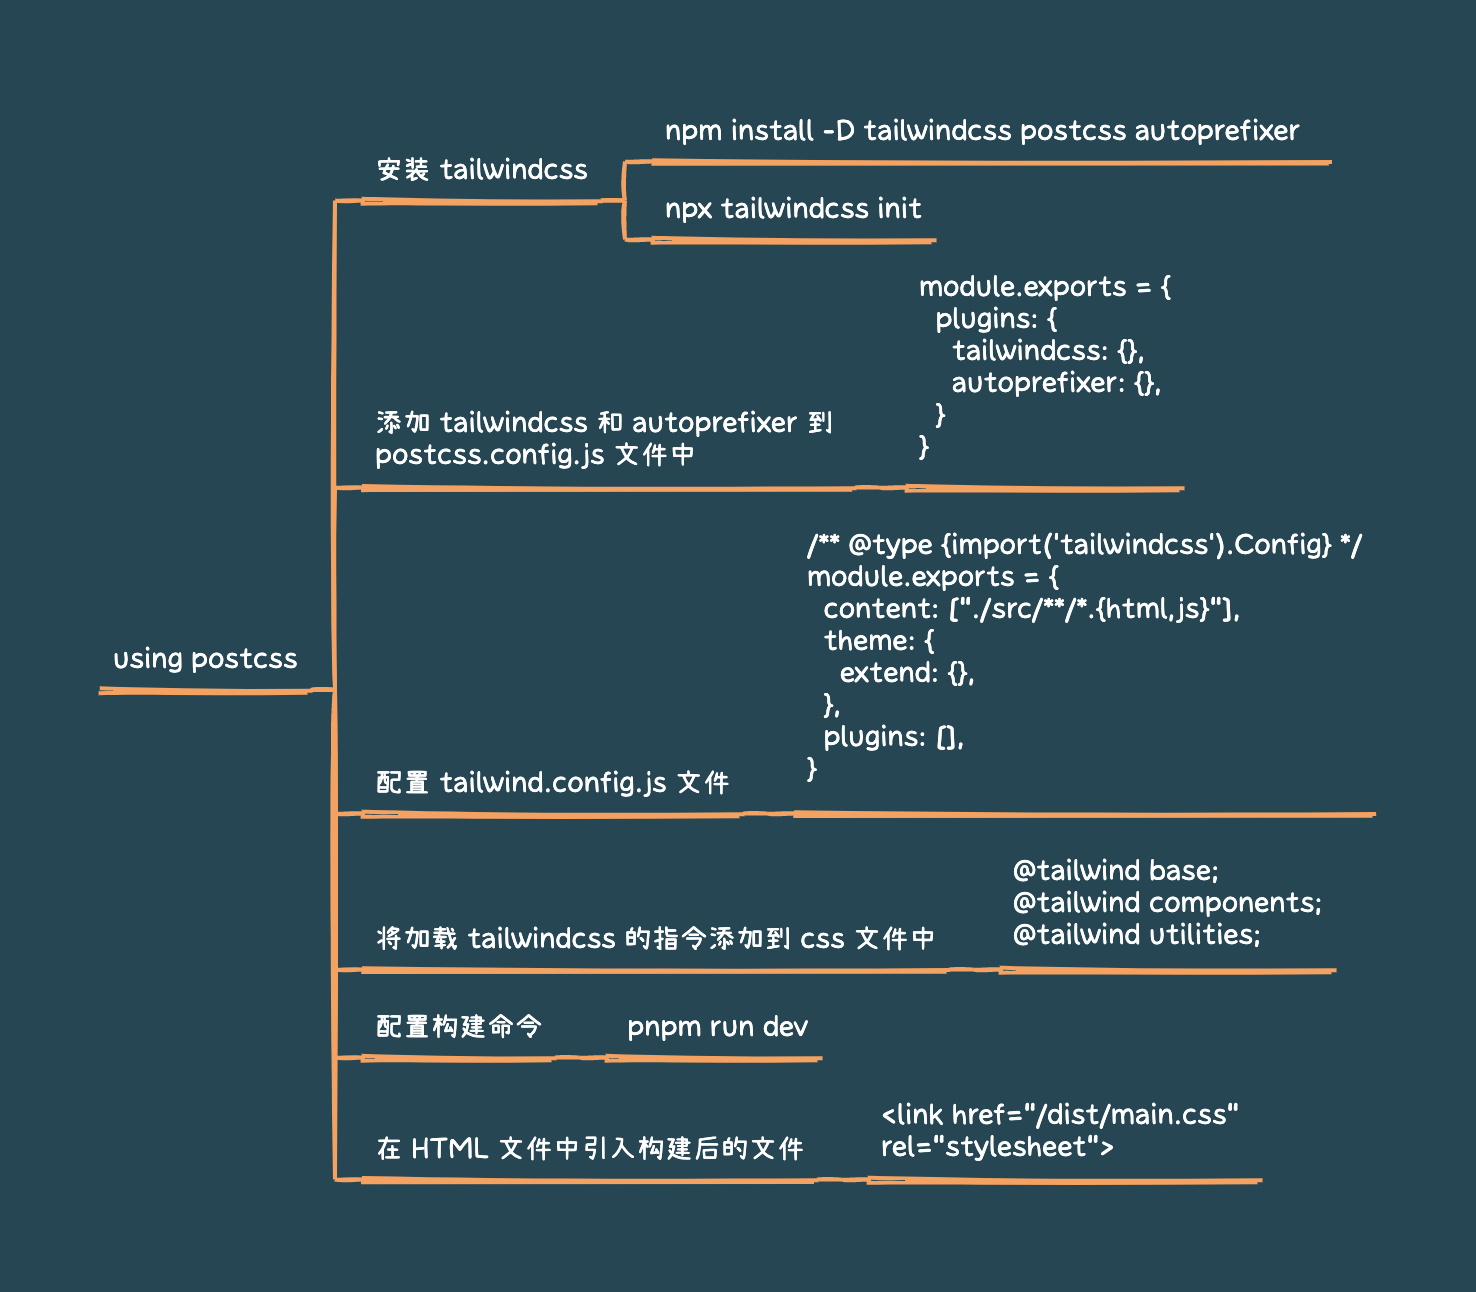 using postcss
安装 tailwindcss
npm install -D tailwindcss postcss autoprefixer
npx tailwindcss init
添加 tailwindcss 和 autoprefixer 到
postcss.config.js 文件中
module.exports = {
  plugins: {
    tailwindcss: {},
    autoprefixer: {},
  }
}
配置 tailwind.config.js 文件
/** @type {import('tailwindcss').Config} */
module.exports = {
  content: ["./src/**/*.{html,js}"],
  theme: {
    extend: {},
  },
  plugins: [],
}
将加载 tailwindcss 的指令添加到 css 文件中
@tailwind base;
@tailwind components;
@tailwind utilities;
配置构建命令
pnpm run dev
在 HTML 文件中引入构建后的文件
<link href="/dist/main.css"
rel="stylesheet">